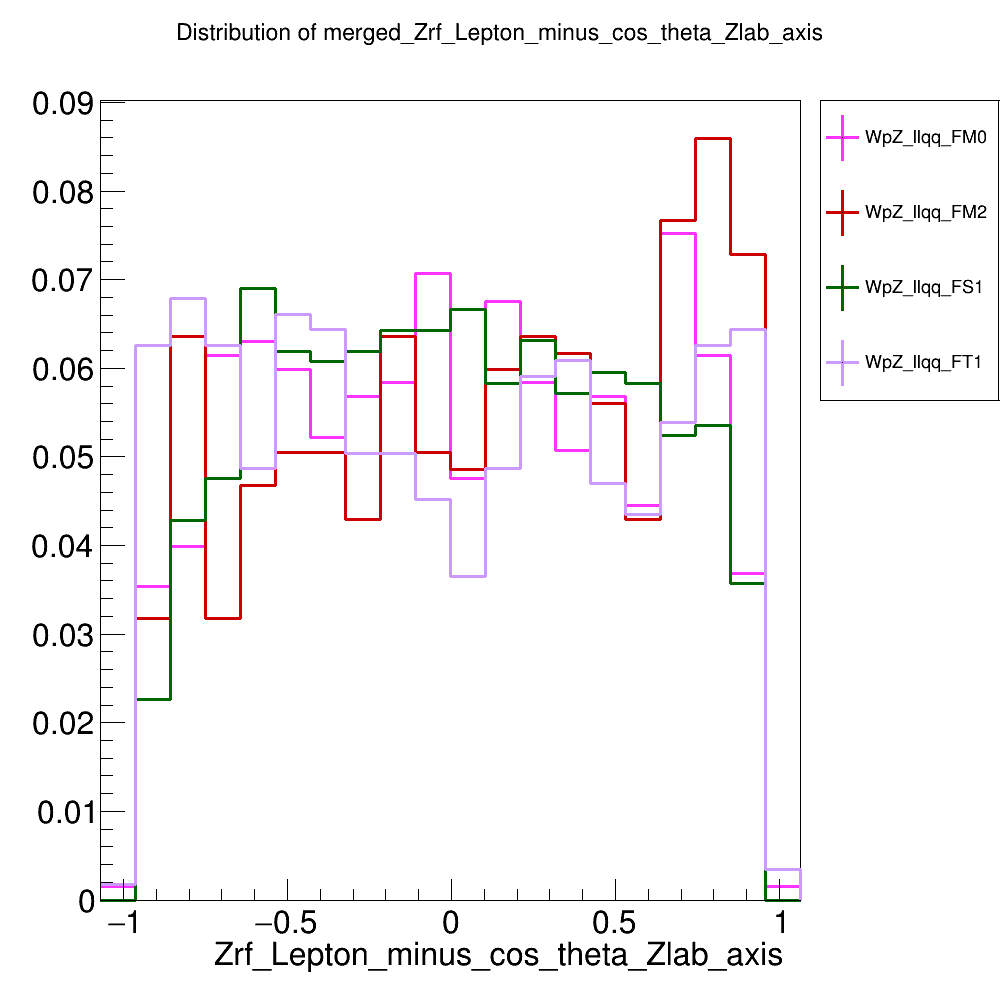 Distribution of merged_Zrf_Lepton_minus_cos_theta_Zlab_axis
0.09
0.08
0.07
0.06
0.05
0.04
0.03
0.02
0.01
0
−1
−0.5
0
0.5
1
Zrf_Lepton_minus_cos_theta_Zlab_axis
WpZ_llqq_FM0
WpZ_llqq_FM2
WpZ_llqq_FS1
WpZ_llqq_FT1